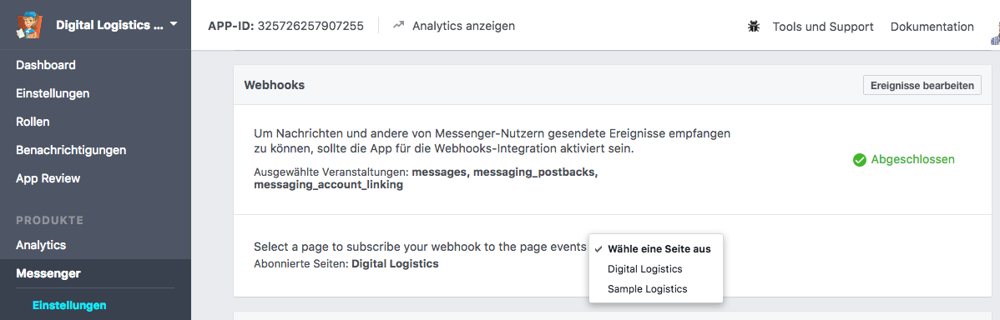 Digital Logistics ...
APP-ID: 325726257907255
Analytics anzeigen
Tools und Support
Dokumentation
Dashboard
Einstellungen
Rollen
Benachrichtigungen
App Review
PRODUKTE
Analytics
Messenger
Einstellungen
Webhooks
Ereignisse bearbeiten
Um Nachrichten und andere von Messenger-Nutzern gesendete Ereignisse empfangen
zu können, sollte die App für die Webhooks-Integration aktiviert sein.
Ausgewählte Veranstaltungen: messages, messaging_postbacks,
messaging_account_linking
Abgeschlossen
Select a page to subscribe your webhook to the page events
Abonnierte Seiten: Digital Logistics
Wähle eine Seite aus
Digital Logistics
Sample Logistics